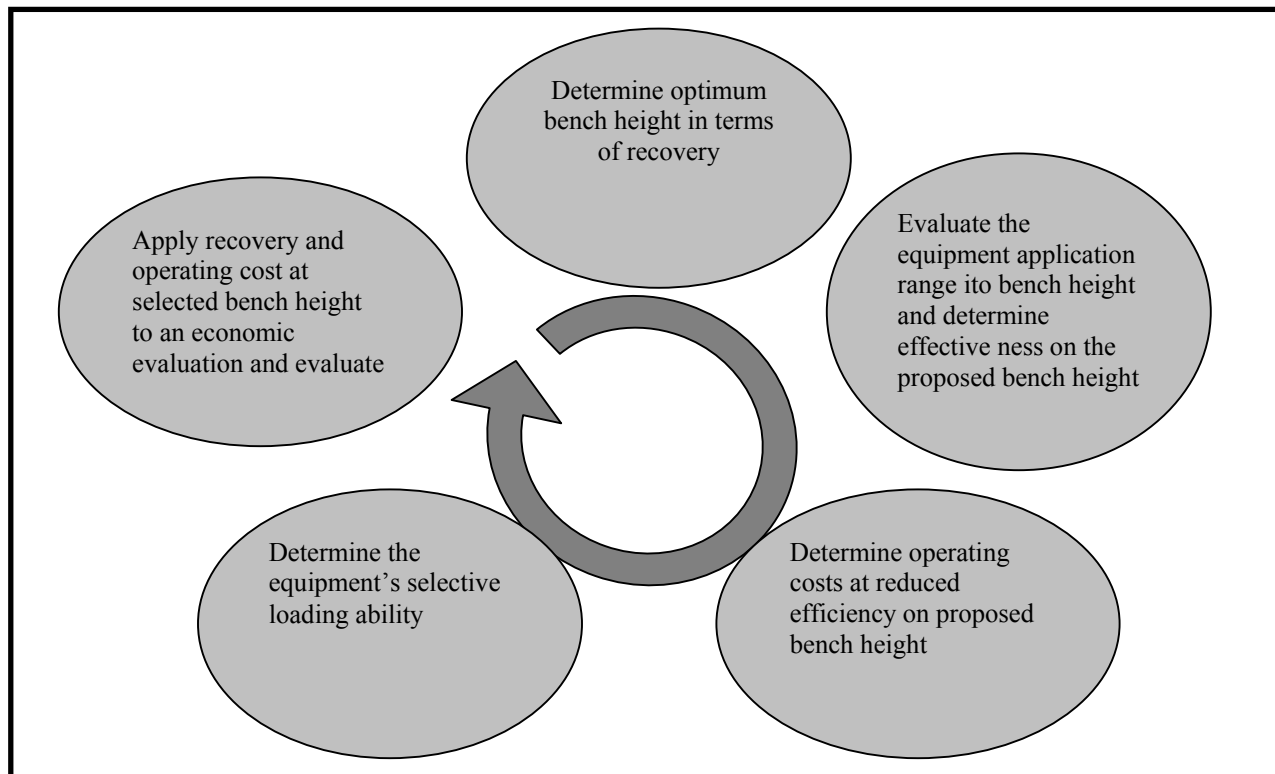 Determine optimum
bench height in terms
of recovery
Evaluate the
equipment application
range ito bench height
and determine
effective ness on the
proposed bench height
Determine operating
costs at reduced
efficiency on proposed
bench height
Determine the
equipment’s selective
loading ability
Apply recovery and
operating cost at
selected bench height
to an economic
evaluation and evaluate